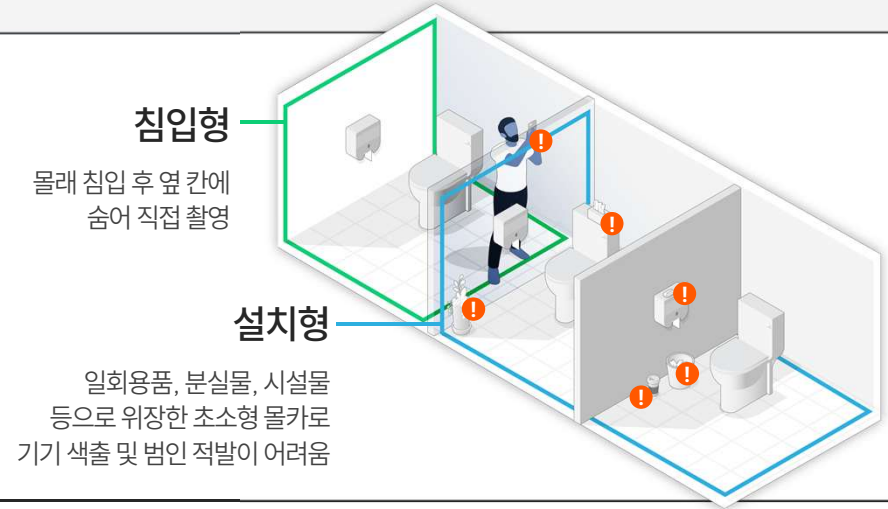 침입형
몰래 침입 후 옆 칸에
숨어 직접 촬영
설치형
일회용품, 분실물, 시설물
등으로 위장한 초소형 몰카로
기기 색출 및 범인 적발이 어려움
!
!
!
!
!
!